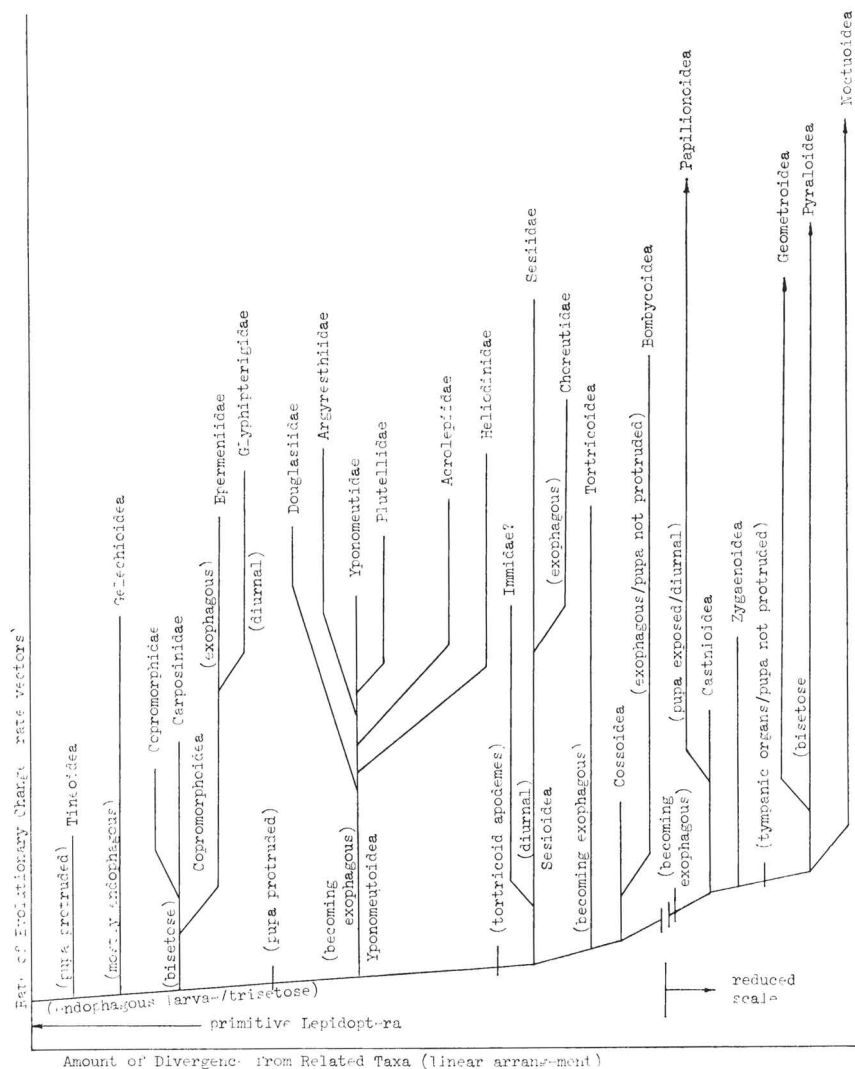 Rate of Evolutionary Change (rate vectors)
(pupa protruded)
Tineoidea
(mostly endophagous)
Gelechioidea
(bisetose)
Copromorphidae
Carposinidae
Copromorphoidea
(exophagous)
Epermeniidae
(diurnal)
Glyphipterigidae
(pupa protruded)
(becoming
exophagous)
Yponomeutoidea
Douglasiidae
Argyresthiidae
Yponomeutidae
Plutellidae
Acrolepiidae
Heliodinidae
(tortricoid apodemes)
Immidae?
(diurnal)
Sesioidea
Sesiidae
(exophagous)
Choreutidae
(becoming exophagous)
Tortricoidea
Cossoidea
(exophagous/pupa not protruded)
Bombycoidea
(becoming
exophagous)
(pupa exposed/diurnal)
Papilionoidea
Castnioidea
Zygaenoidea
(tympanic organs/pupa not protruded)
(bisetose)
Geometroidea
Pyraloidea
Noctuoidea
(endophagous larvae/trisetose)
primitive Lepidoptera
reduced
scale
Amount of Divergence from Related Taxa (linear arrangement)